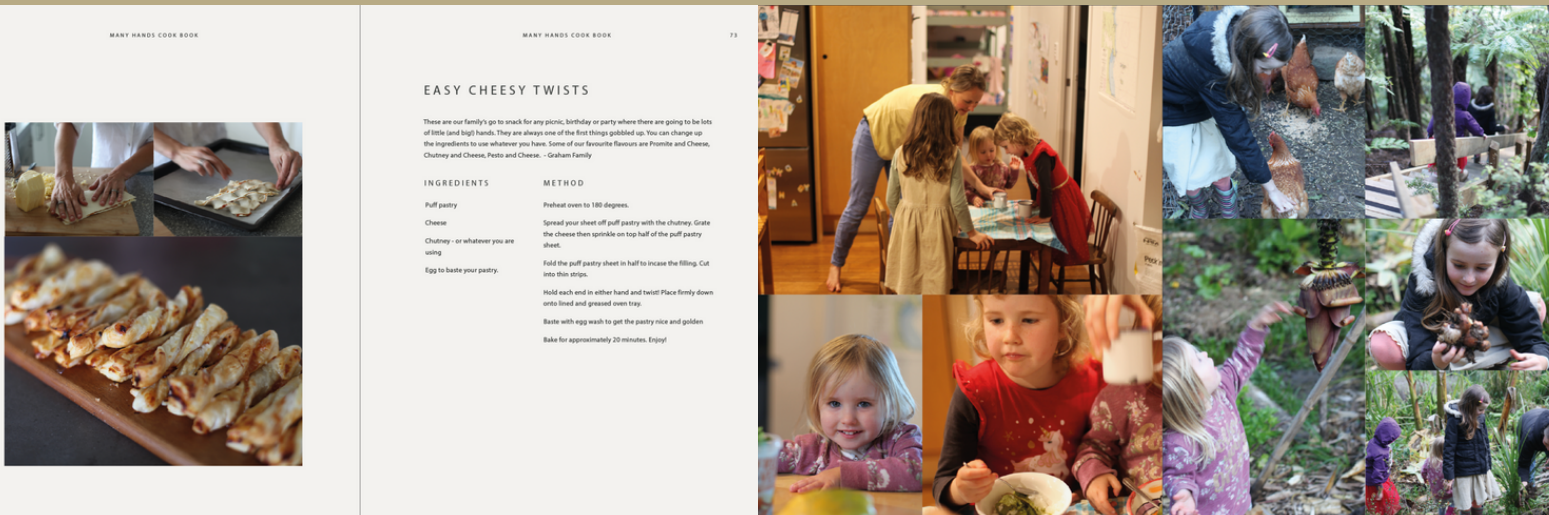 MANY HANDS COOK BOOK
MANY HANDS COOK BOOK
73
EASY CHEESY TWISTS
These are our family's go to snack for any picnic, birthday or party where there are going to be lots
of little (and big!) hands. They are always one of the first things gobbled up. You can change up
the ingredients to use whatever you have. Some of our favourite flavours are Promite and Cheese,
Chutney and Cheese, Pesto and Cheese. - Graham Family
INGREDIENTS
Puff pastry
Cheese
Chutney - or whatever you are
using
Egg to baste your pastry.
METHOD
Preheat oven to 180 degrees.
Spread your sheet off puff pastry with the chutney. Grate
the cheese then sprinkle on top half of the puff pastry
sheet.
Fold the puff pastry sheet in half to incase the filling. Cut
into thin strips.
Hold each end in either hand and twist! Place firmly down
onto lined and greased oven tray.
Baste with egg wash to get the pastry nice and golden
Bake for approximately 20 minutes. Enjoy!